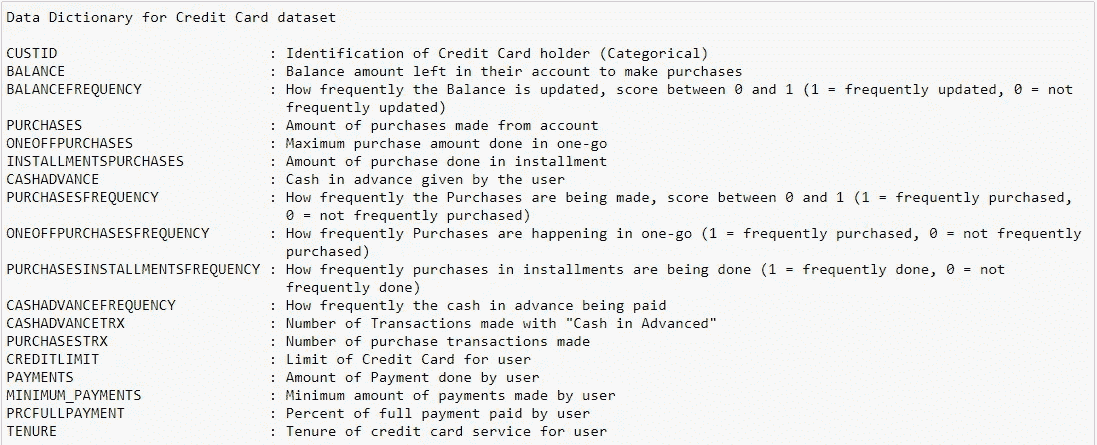 Data Dictionary for Credit Card dataset
CUSTID : Identification of Credit Card holder (Categorical)
BALANCE : Balance amount left in their account to make purchases
BALANCEFREQUENCY : How frequently the Balance is updated, score between 0 and 1 (1 = frequently updated, 0 = not
frequently updated)
PURCHASES : Amount of purchases made from account
ONEOFFPURCHASES : Maximum purchase amount done in one-go
INSTALLMENTSPURCHASES : Amount of purchase done in installment
CASHADVANCE : Cash in advance given by the user
PURCHASESFREQUENCY : How frequently the Purchases are being made, score between 0 and 1 (1 = frequently purchased,
0 = not frequently purchased)
ONEOFFPURCHASESFREQUENCY : How frequently Purchases are happening in one-go (1 = frequently purchased, 0 = not frequently
purchased)
PURCHASESINSTALLMENTSFREQUENCY : How frequently purchases in installments are being done (1 = frequently done, 0 = not
frequently done)
CASHADVANCEFREQUENCY : How frequently the cash in advance being paid
CASHADVANCETRX : Number of Transactions made with "Cash in Advanced"
PURCHASESTRX : Number of purchase transactions made
CREDITLIMIT : Limit of Credit Card for user
PAYMENTS : Amount of Payment done by user
MINIMUM_PAYMENTS : Minimum amount of payments made by user
PRCFULLPAYMENT : Percent of full payment paid by user
TENURE : Tenure of credit card service for user